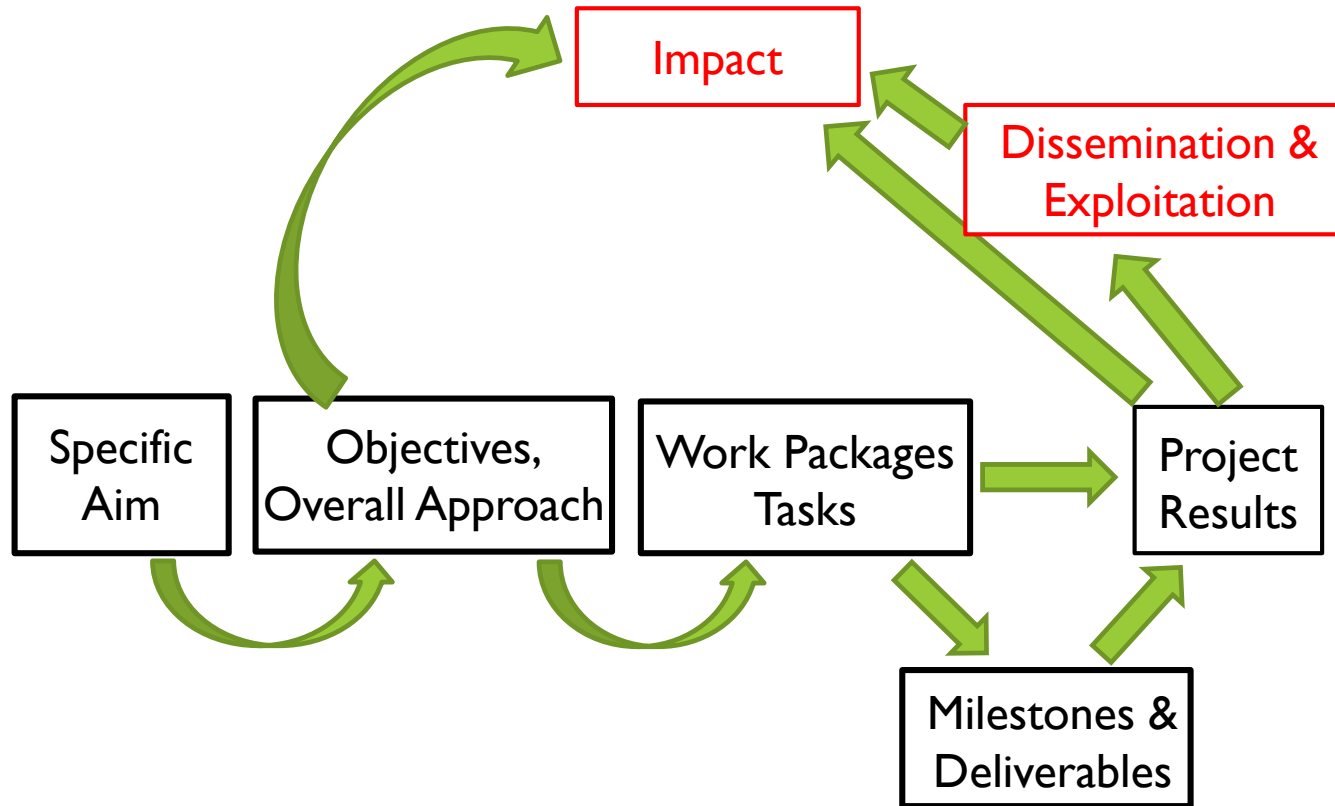 Impact
Dissemination &
Exploitation
Specific
Aim
Objectives,
Overall Approach
Work Packages
Tasks
Project
Results
Milestones &
Deliverables